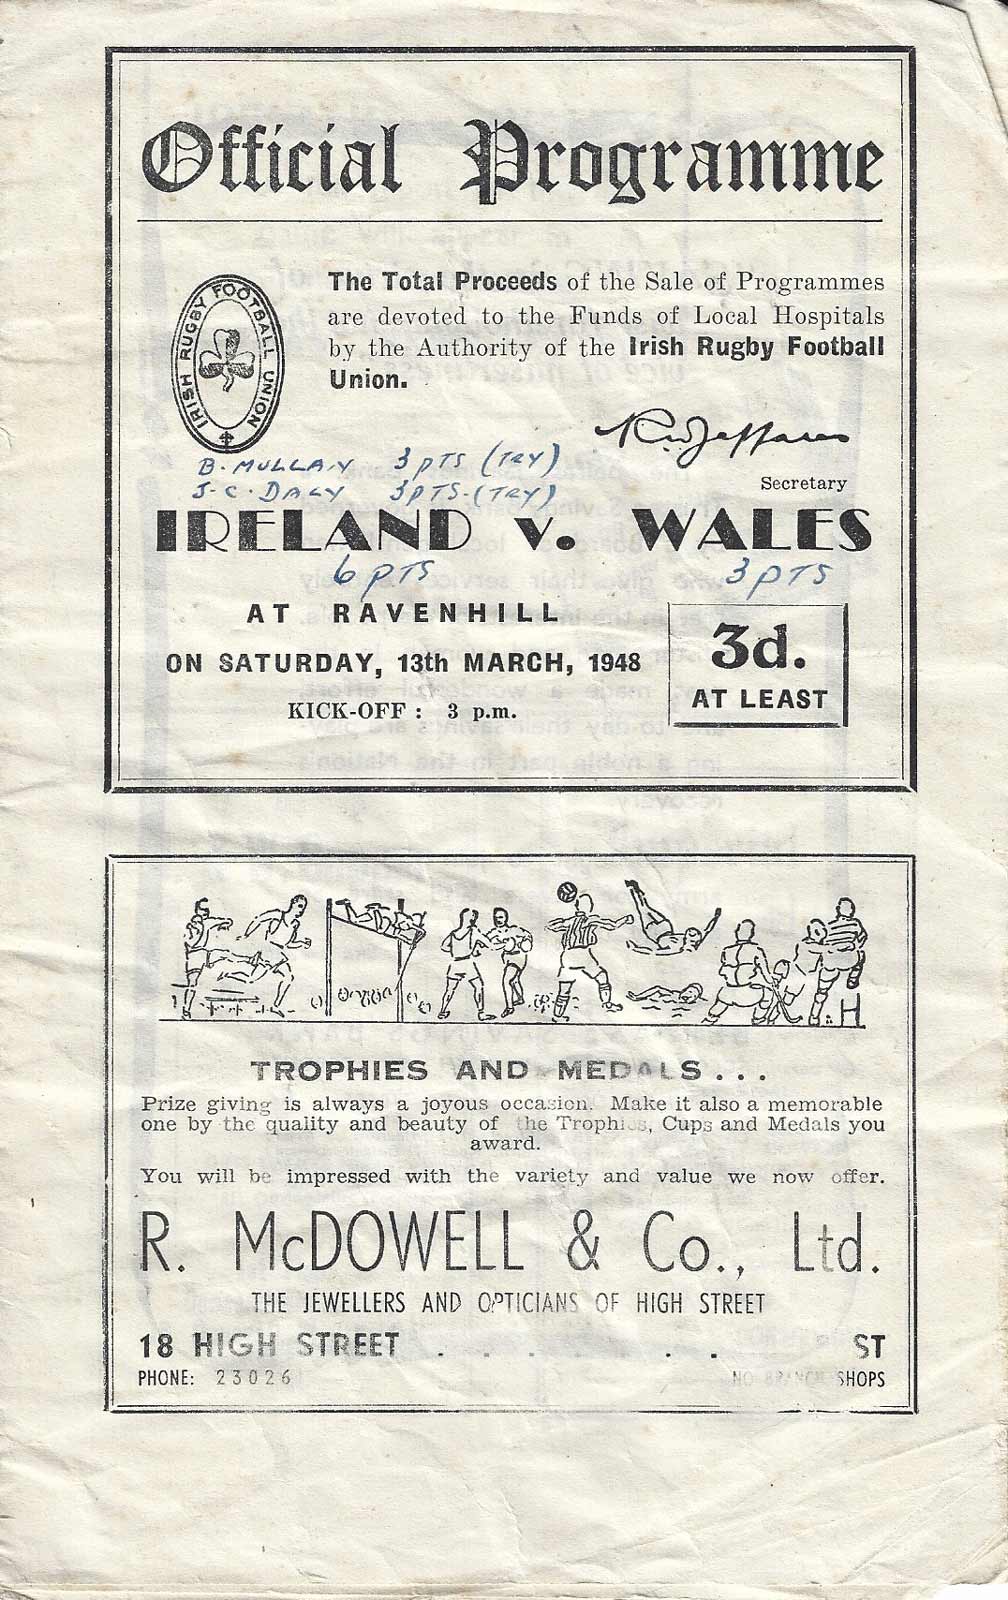 Official Programme
IRISH RUGBY FOOTBALL UNION
The Total Proceeds of the Sale of Programmes
are devoted to the Funds of Local Hospitals
by the Authority of the Irish Rugby Football
Union.
Secretary
B. MULLAN 3 PTS (TRY)
J.C. DALY 3 PTS. (TRY)
IRELAND v. WALES
6 PTS 3 PTS
AT RAVENHILL
ON SATURDAY, 13th MARCH, 1948
KICK-OFF : 3 p.m.
3d.
AT LEAST
TROPHIES AND MEDALS . . .
Prize giving is always a joyous occasion. Make it also a memorable
one by the quality and beauty of the Trophies, Cups and Medals you
award.
You will be impressed with the variety and value we now offer.
R. McDOWELL & Co., Ltd.
THE JEWELLERS AND OPTICIANS OF HIGH STREET
18 HIGH STREET . . . . . . ST
PHONE: 23026 NO BRANCH SHOPS